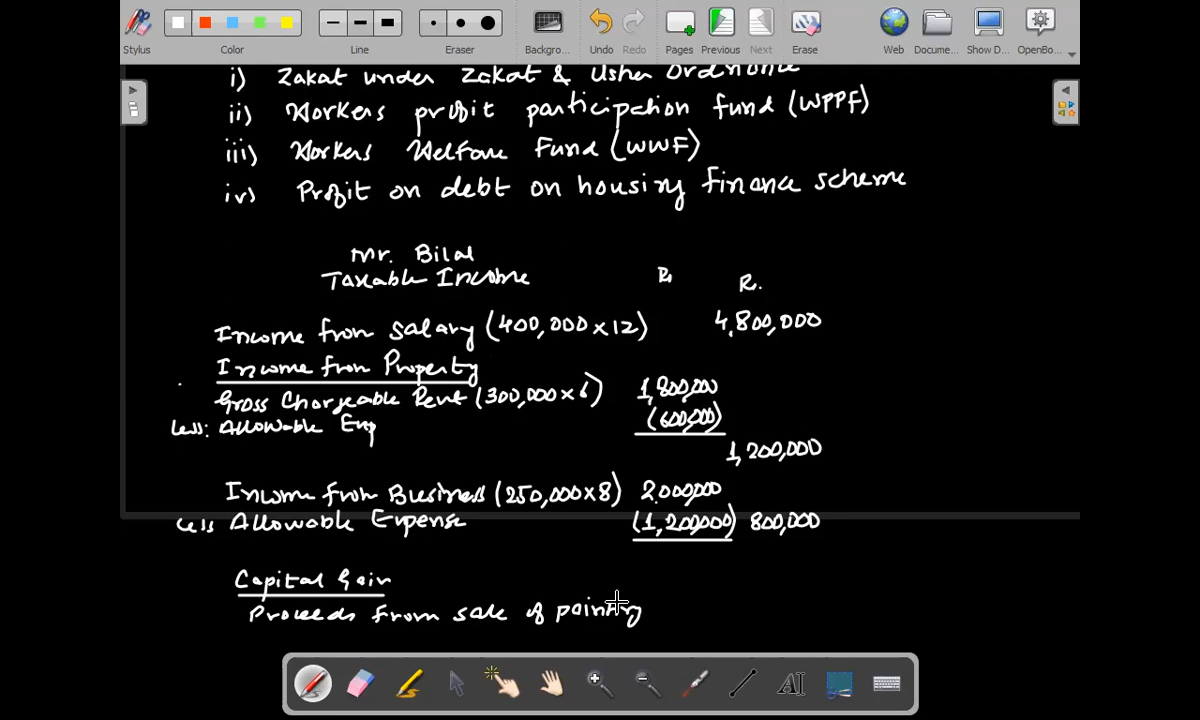 Stylus Color Line Eraser Backgro... Undo Redo Pages Previous Next Erase Web Docume... Show D... OpenBo...
i) Zakat under Zakat & Usher Ordnance
ii) Workers profit participation fund (WPPF)
iii) Workers Welfare Fund (WWF)
iv) Profit on debt on housing finance scheme
Mr. Bilal
Taxable Income R. R.
Income from Salary (400,000 x 12) 4,800,000
Income from Property
Gross Chargeable Rent (300,000 x 6) 1,800,000
Less: Allowable Exp (600,000)
1,200,000
Income from Business (250,000 x 8) 2,000,000
Less Allowable Expense (1,200,000) 800,000
Capital Gain
Proceeds from sale of painting
AI